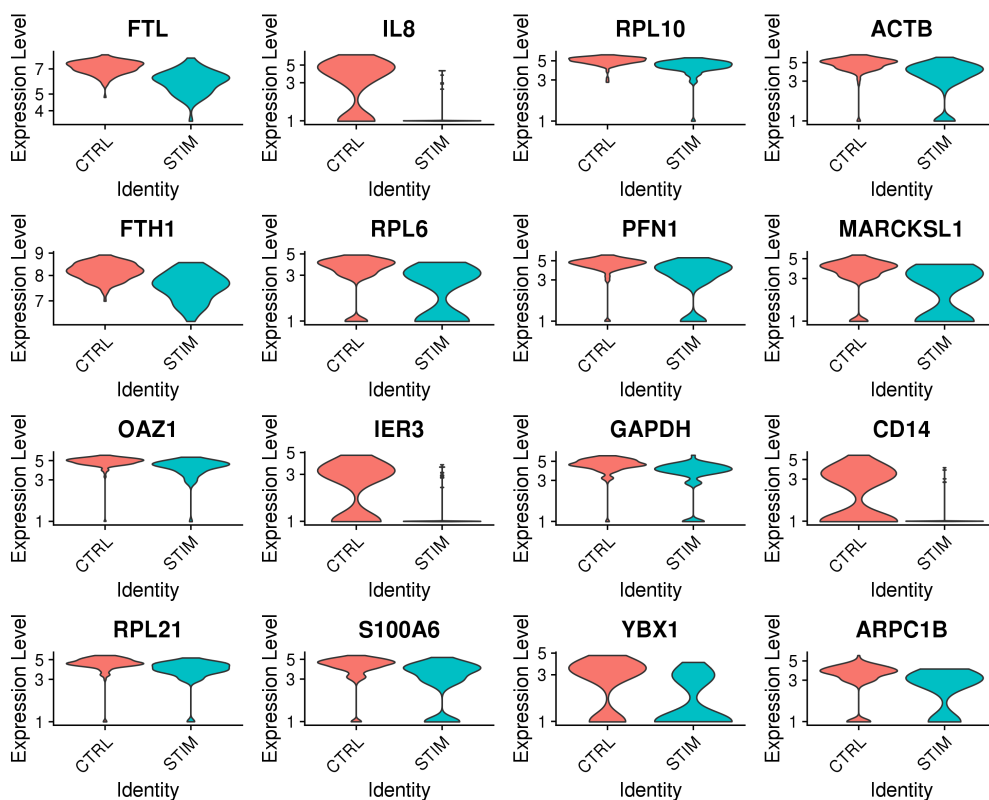 FTL IL8 RPL10 ACTB
Expression Level 7 5 4 Expression Level 5 3 1 Expression Level 5 3 1 Expression Level 5 3 1
CTRL STIM CTRL STIM CTRL STIM CTRL STIM
Identity Identity Identity Identity
FTH1 RPL6 PFN1 MARCKSL1
Expression Level 9 8 7 Expression Level 5 3 1 Expression Level 5 3 1 Expression Level 5 3 1
CTRL STIM CTRL STIM CTRL STIM CTRL STIM
Identity Identity Identity Identity
OAZ1 IER3 GAPDH CD14
Expression Level 5 3 1 Expression Level 5 3 1 Expression Level 5 3 1 Expression Level 5 3 1
CTRL STIM CTRL STIM CTRL STIM CTRL STIM
Identity Identity Identity Identity
RPL21 S100A6 YBX1 ARPC1B
Expression Level 5 3 1 Expression Level 5 3 1 Expression Level 5 3 1 Expression Level 5 3 1
CTRL STIM CTRL STIM CTRL STIM CTRL STIM
Identity Identity Identity Identity